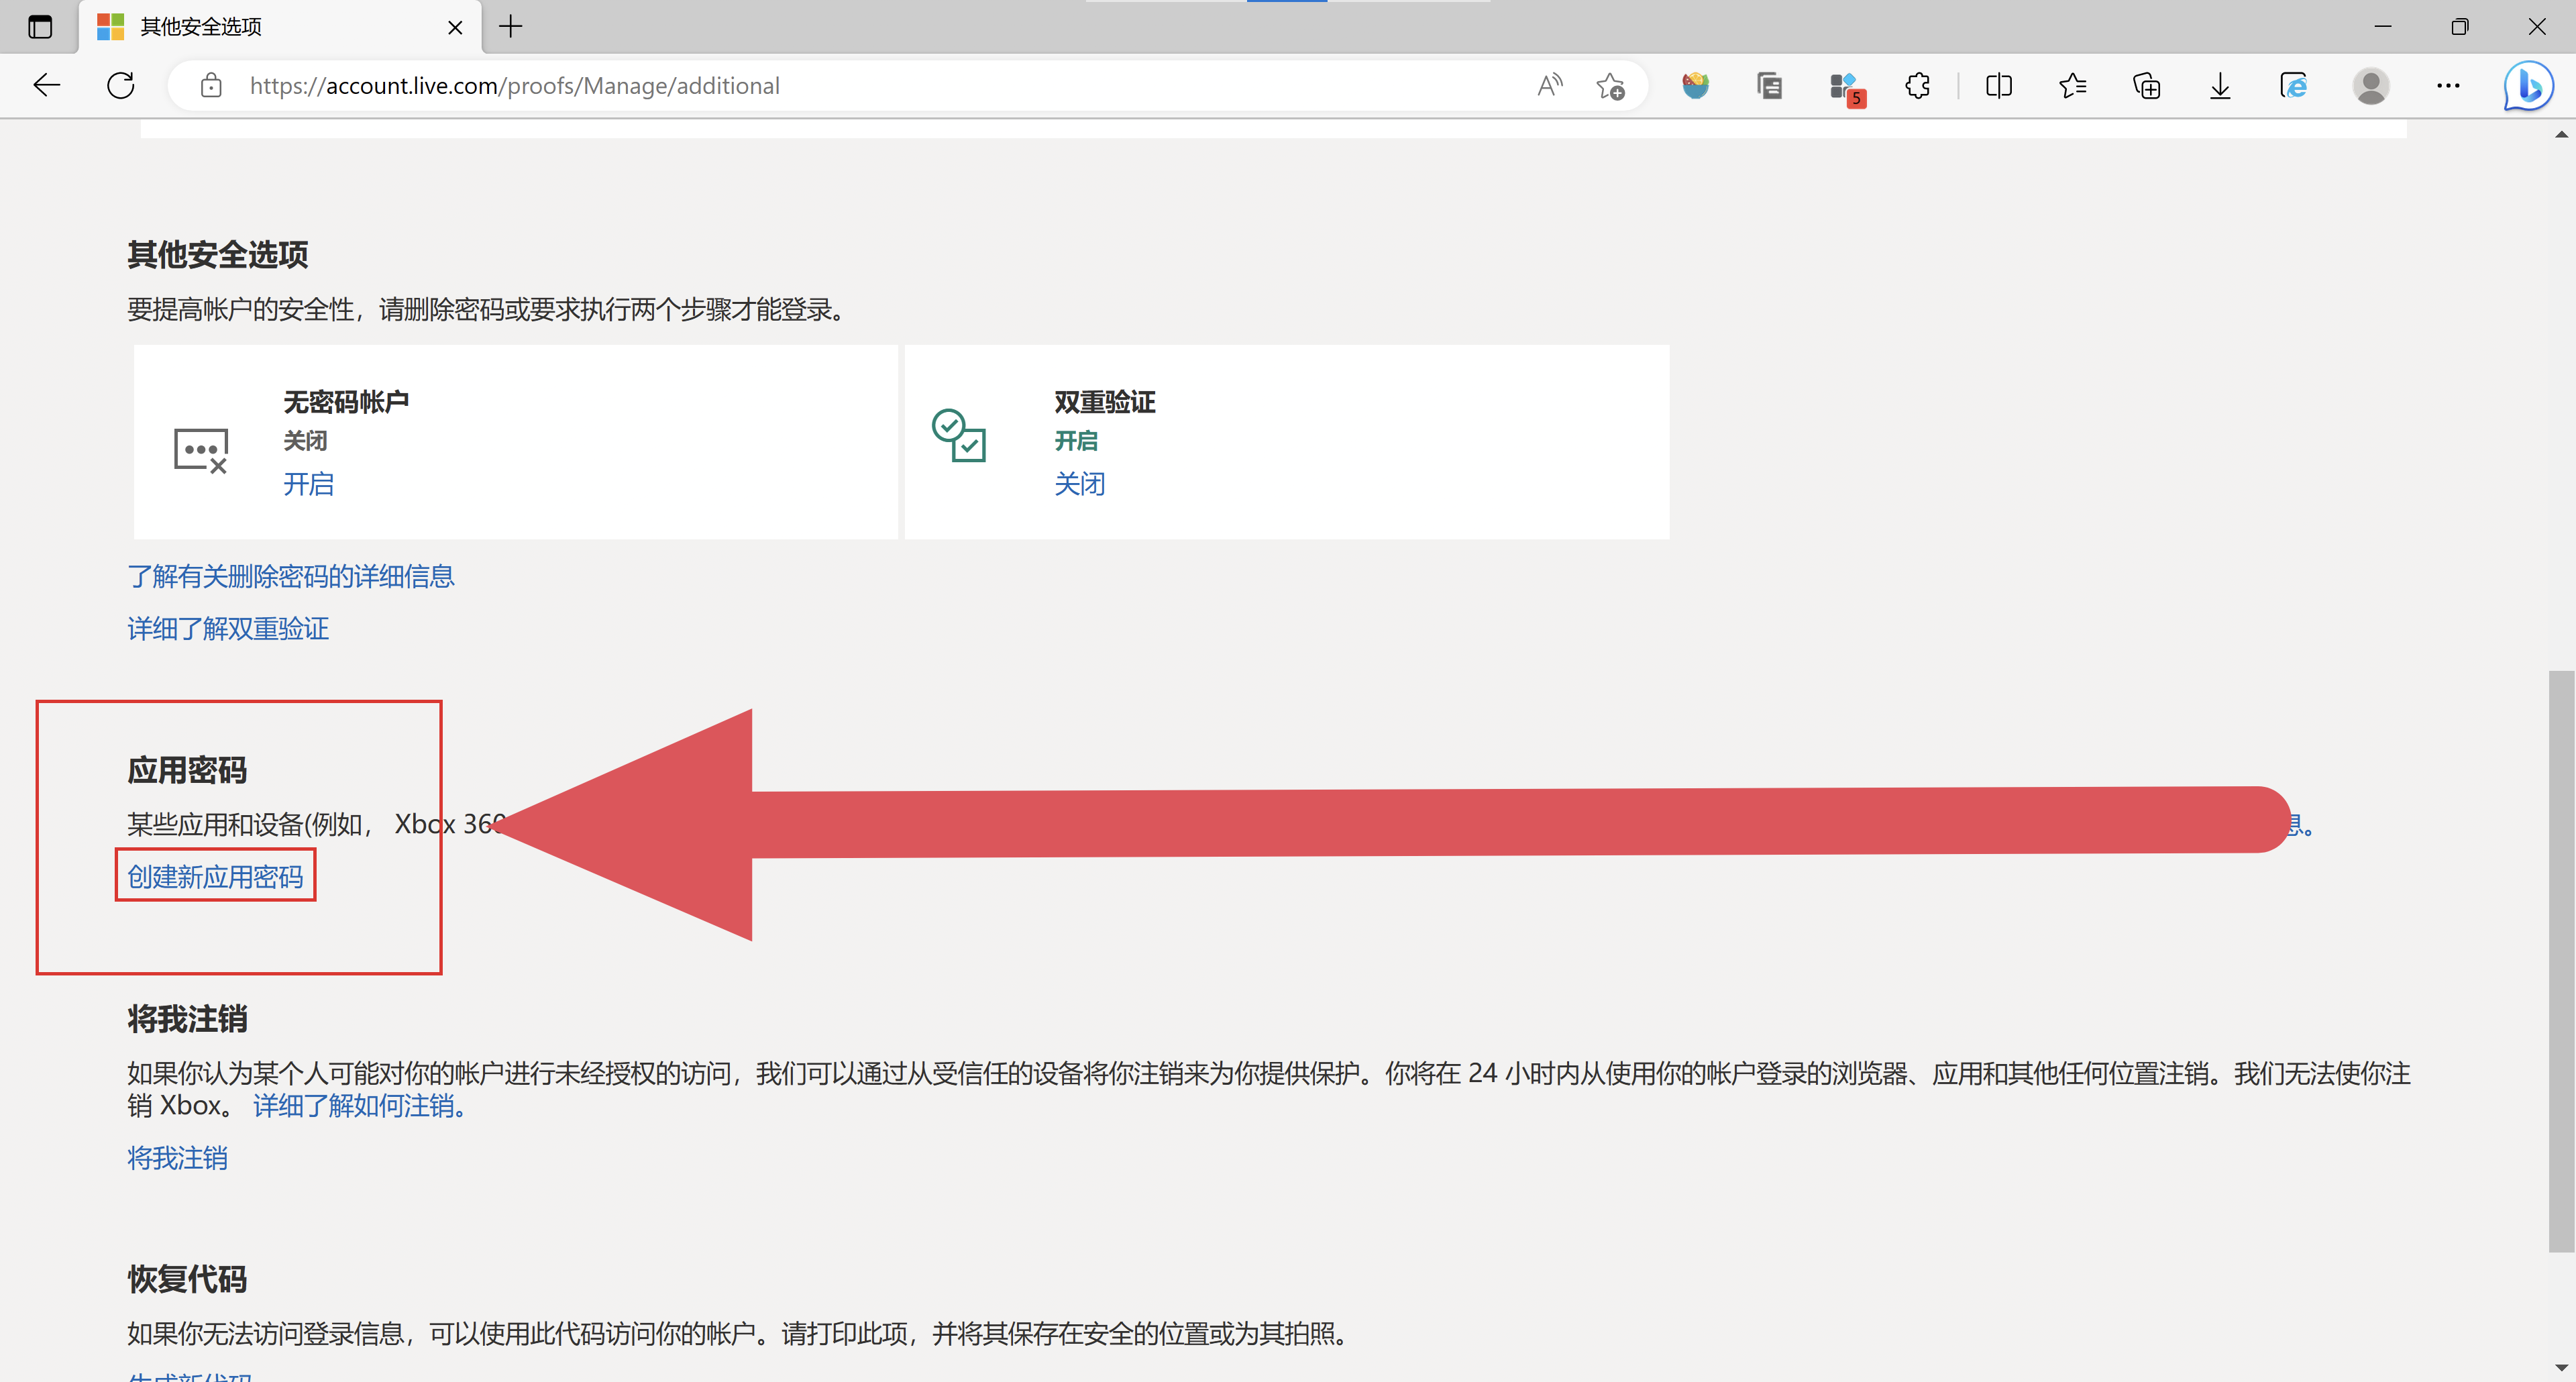 其他安全选项
https://account.live.com/proofs/Manage/additional
5
其他安全选项
要提高帐户的安全性，请删除密码或要求执行两个步骤才能登录。
无密码帐户
关闭
开启
双重验证
开启
关闭
了解有关删除密码的详细信息
详细了解双重验证
应用密码
某些应用和设备(例如， Xbox 360
息。
创建新应用密码
将我注销
如果你认为某个人可能对你的帐户进行未经授权的访问，我们可以通过从受信任的设备将你注销来为你提供保护。你将在 24 小时内从使用你的帐户登录的浏览器、应用和其他任何位置注销。我们无法使你注
销 Xbox。 详细了解如何注销。
将我注销
恢复代码
如果你无法访问登录信息，可以使用此代码访问你的帐户。请打印此项，并将其保存在安全的位置或为其拍照。